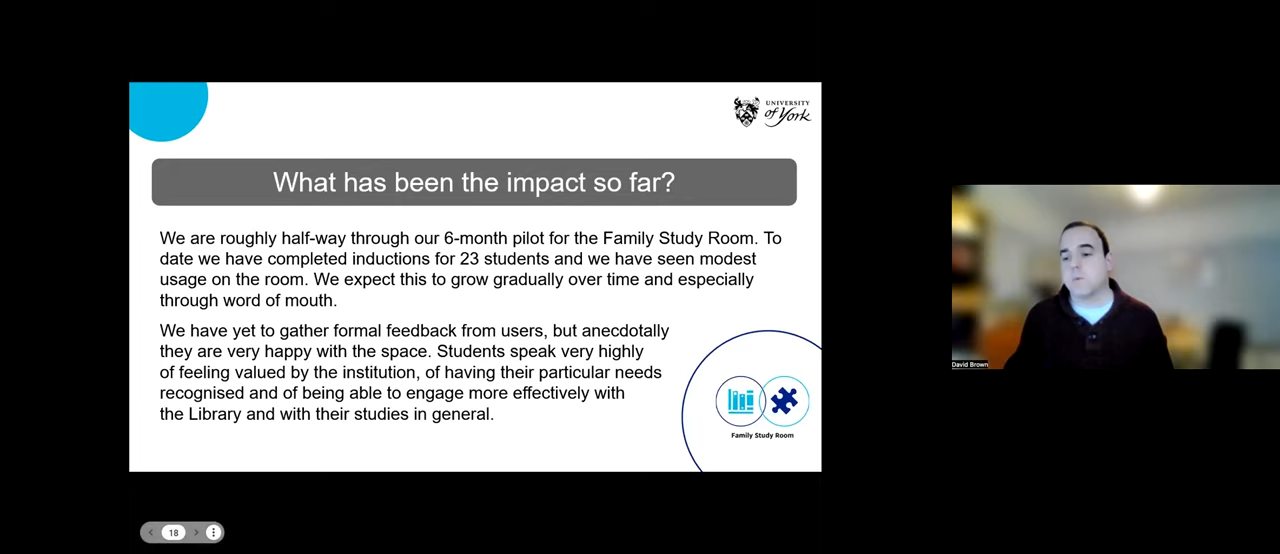 UNIVERSITY
of York
What has been the impact so far?
We are roughly half-way through our 6-month pilot for the Family Study Room. To
date we have completed inductions for 23 students and we have seen modest
usage on the room. We expect this to grow gradually over time and especially
through word of mouth.
We have yet to gather formal feedback from users, but anecdotally
they are very happy with the space. Students speak very highly
of feeling valued by the institution, of having their particular needs
recognised and of being able to engage more effectively with
the Library and with their studies in general.
Family Study Room
David Brown
18